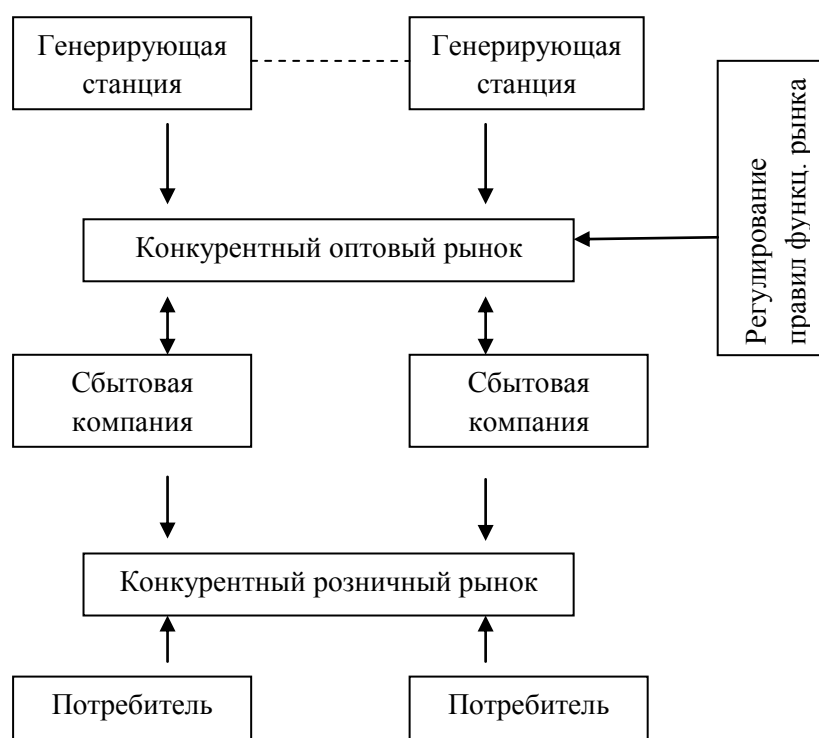 Генерирующая
станция
Генерирующая
станция
Регулирование
правил функц. рынка
Конкурентный оптовый рынок
Сбытовая
компания
Сбытовая
компания
Конкурентный розничный рынок
Потребитель
Потребитель